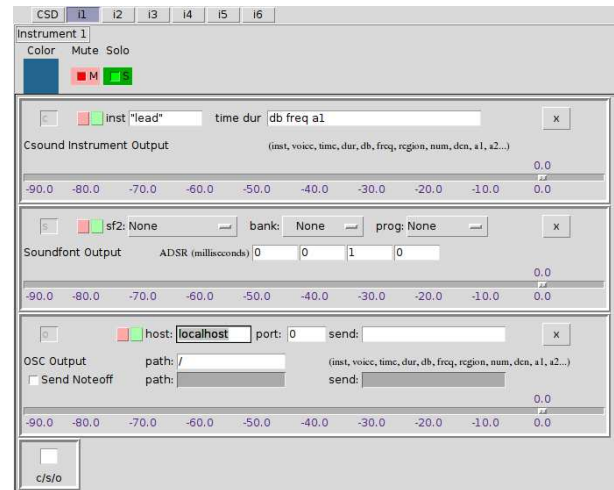 CSD i1 i2 i3 i4 i5 i6
Instrument 1
Color Mute Solo
M S
c inst "lead" time dur db freq a1 x
Csound Instrument Output (inst, voice, time, dur, db, freq, region, num, den, a1, a2...)
0.0
-90.0 -80.0 -70.0 -60.0 -50.0 -40.0 -30.0 -20.0 -10.0 0.0
s sf2: None bank: None prog: None x
Soundfont Output ADSR (milliseconds) 0 0 1 0
0.0
-90.0 -80.0 -70.0 -60.0 -50.0 -40.0 -30.0 -20.0 -10.0 0.0
o host: localhost port: 0 send: x
OSC Output path: / (inst, voice, time, dur, db, freq, region, num, den, a1, a2...)
Send Noteoff path: send:
0.0
-90.0 -80.0 -70.0 -60.0 -50.0 -40.0 -30.0 -20.0 -10.0 0.0
c/s/o